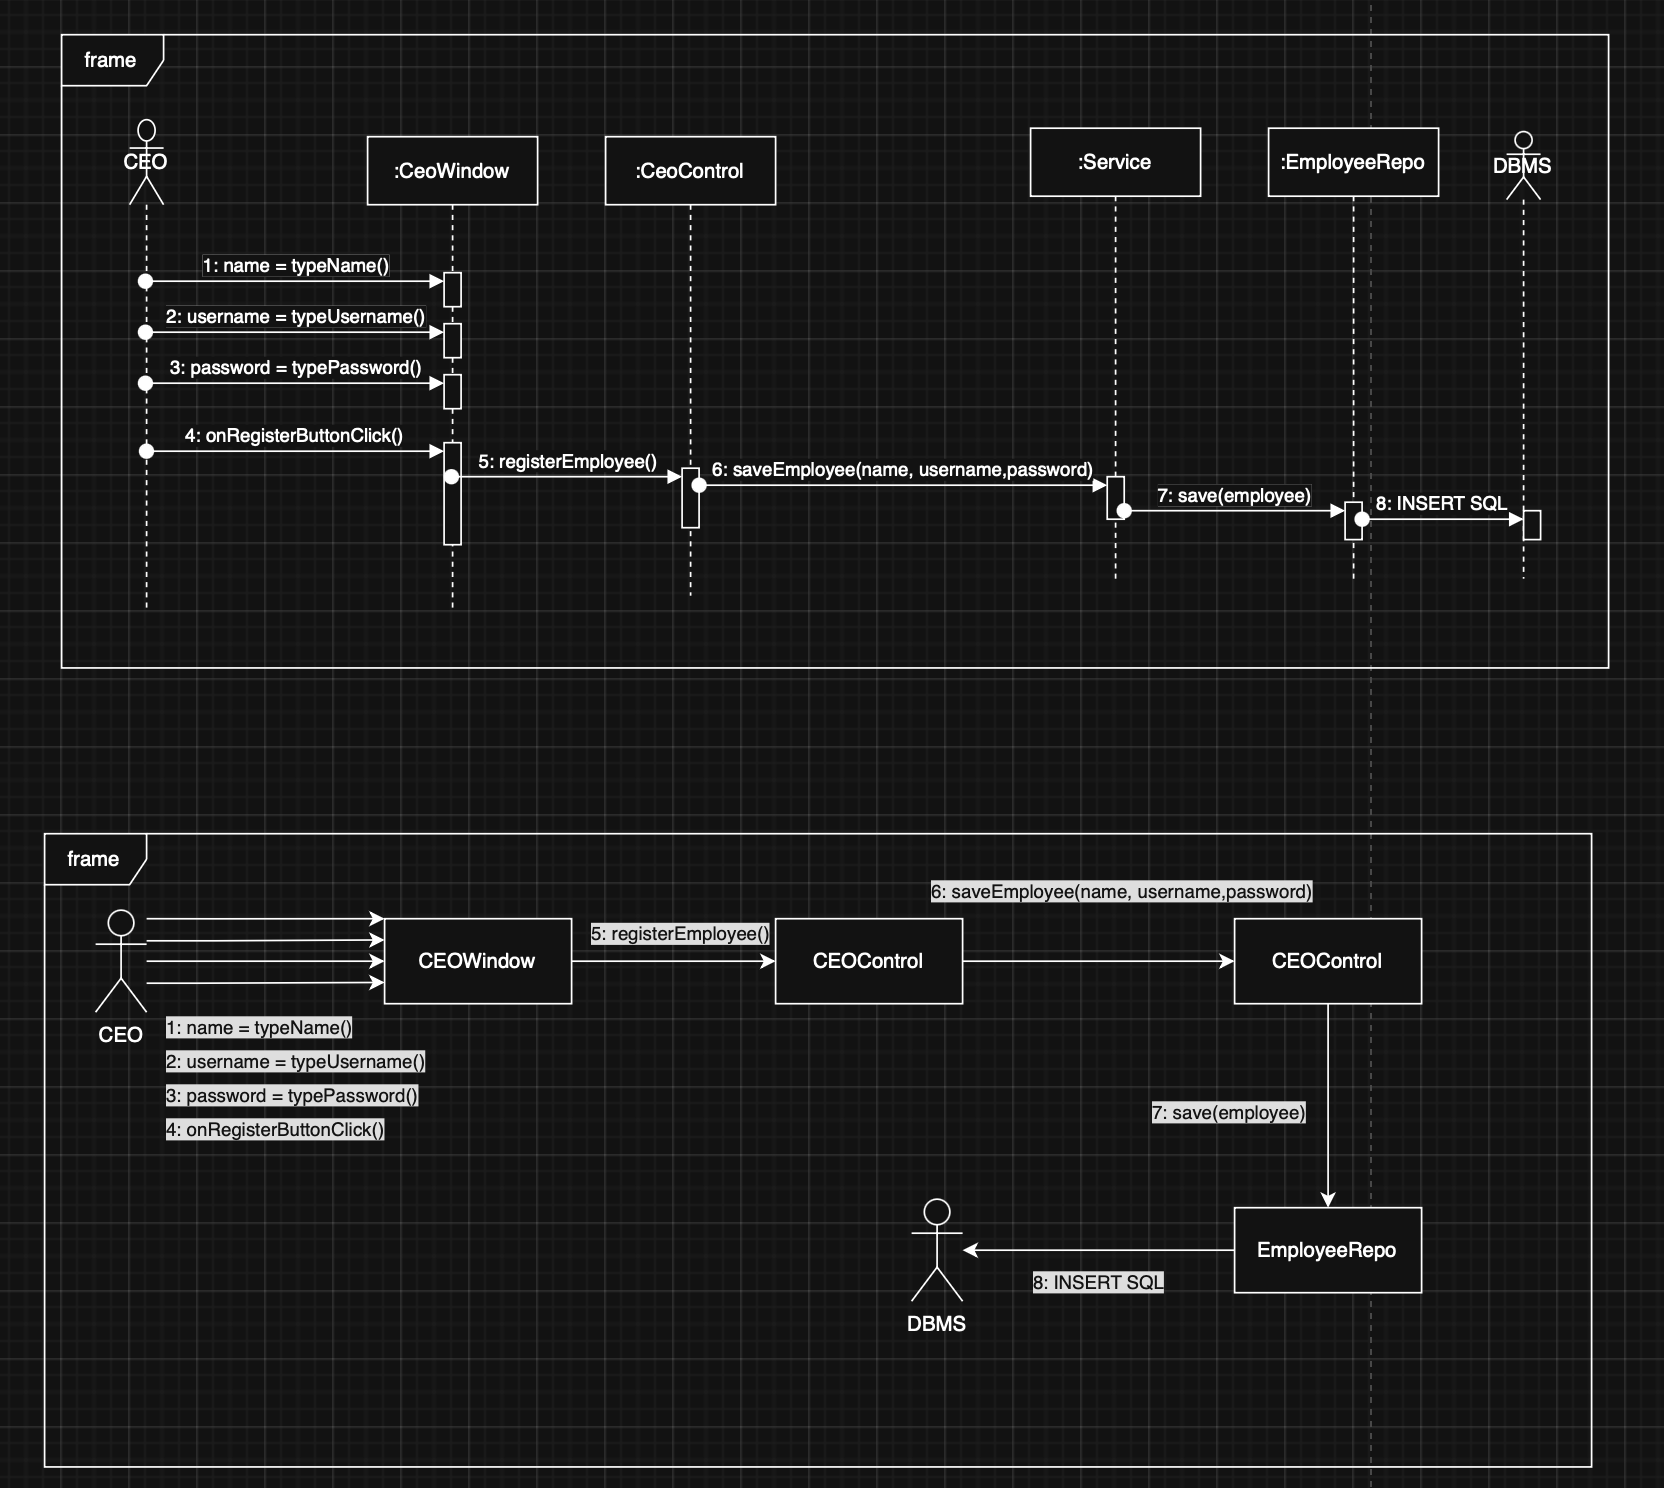 frame
CEO
:CeoWindow
:CeoControl
:Service
:EmployeeRepo
DBMS
1: name = typeName()
2: username = typeUsername()
3: password = typePassword()
4: onRegisterButtonClick()
5: registerEmployee()
6: saveEmployee(name, username,password)
7: save(employee)
8: INSERT SQL
frame
6: saveEmployee(name, username,password)
5: registerEmployee()
CEOWindow
CEOControl
CEOControl
CEO
1: name = typeName()
2: username = typeUsername()
3: password = typePassword()
4: onRegisterButtonClick()
7: save(employee)
EmployeeRepo
8: INSERT SQL
DBMS